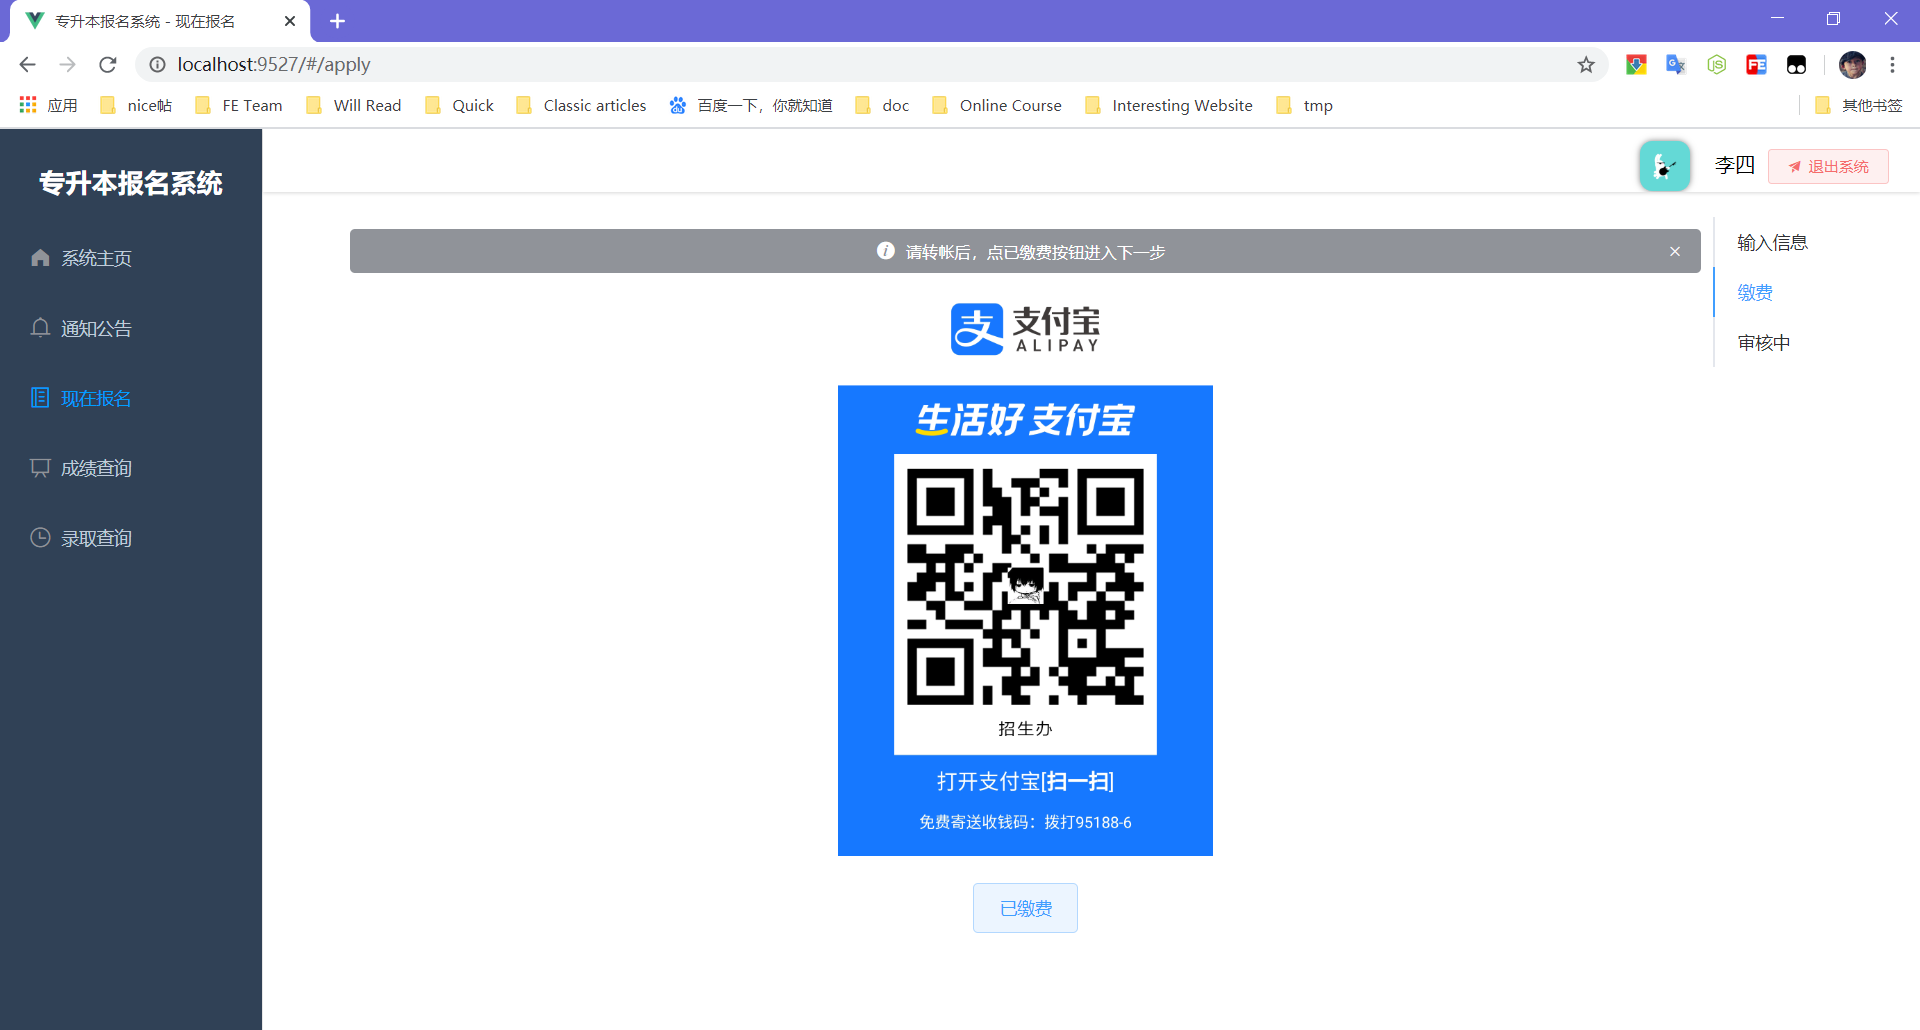 专升本报名系统 - 现在报名
localhost:9527/#/apply
应用 nice帖 FE Team Will Read Quick Classic articles 百度一下，你就知道 doc Online Course Interesting Website tmp 其他书签
专升本报名系统
系统主页
通知公告
现在报名
成绩查询
录取查询
李四 退出系统
请转帐后，点已缴费按钮进入下一步
输入信息
缴费
审核中
支 支付宝
ALIPAY
生活好 支付宝
招生办
打开支付宝[扫一扫]
免费寄送收钱码：拨打95188-6
已缴费